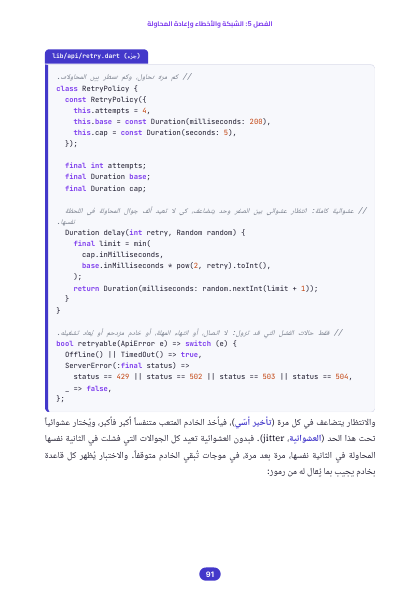 الفصل 5: الشبكة والأخطاء وإعادة المحاولة
lib/api/retry.dart (جزء)
// كم مرة نحاول، وكم ننتظر بين المحاولات.
class RetryPolicy {
const RetryPolicy({
this.attempts = 4,
this.base = const Duration(milliseconds: 200),
this.cap = const Duration(seconds: 5),
});
final int attempts;
final Duration base;
final Duration cap;
// عشوائية كاملة: انتظار عشوائي بين الصفر وحد يتضاعف، كي لا تعيد ألف جوال المحاولة في اللحظة
نفسها.
Duration delay(int retry, Random random) {
final limit = min(
cap.inMilliseconds,
base.inMilliseconds * pow(2, retry).toInt(),
);
return Duration(milliseconds: random.nextInt(limit + 1));
}
}
// فقط حالات الفشل التي قد تزول: لا اتصال، أو انتهاء المهلة، أو خادم مزدحم أو يُعاد تشغيله.
bool retryable(ApiError e) => switch (e) {
Offline() || TimedOut() => true,
ServerError(:final status) =>
status == 429 || status == 502 || status == 503 || status == 504,
_ => false,
};
والانتظار يتضاعف في كل مرة (تأخير أسّي)، فيأخذ الخادم المتعب متنفساً أكبر فأكبر، ويُختار عشوائياً
تحت هذا الحد (العشوائية، jitter). فبدون العشوائية تعيد كل الجوالات التي فشلت في الثانية نفسها
المحاولة في الثانية نفسها، مرة بعد مرة، في موجات تُبقي الخادم متوقفاً. والاختبار يُظهر كل قاعدة
بخادم يجيب بما يُقال له من رموز:
91